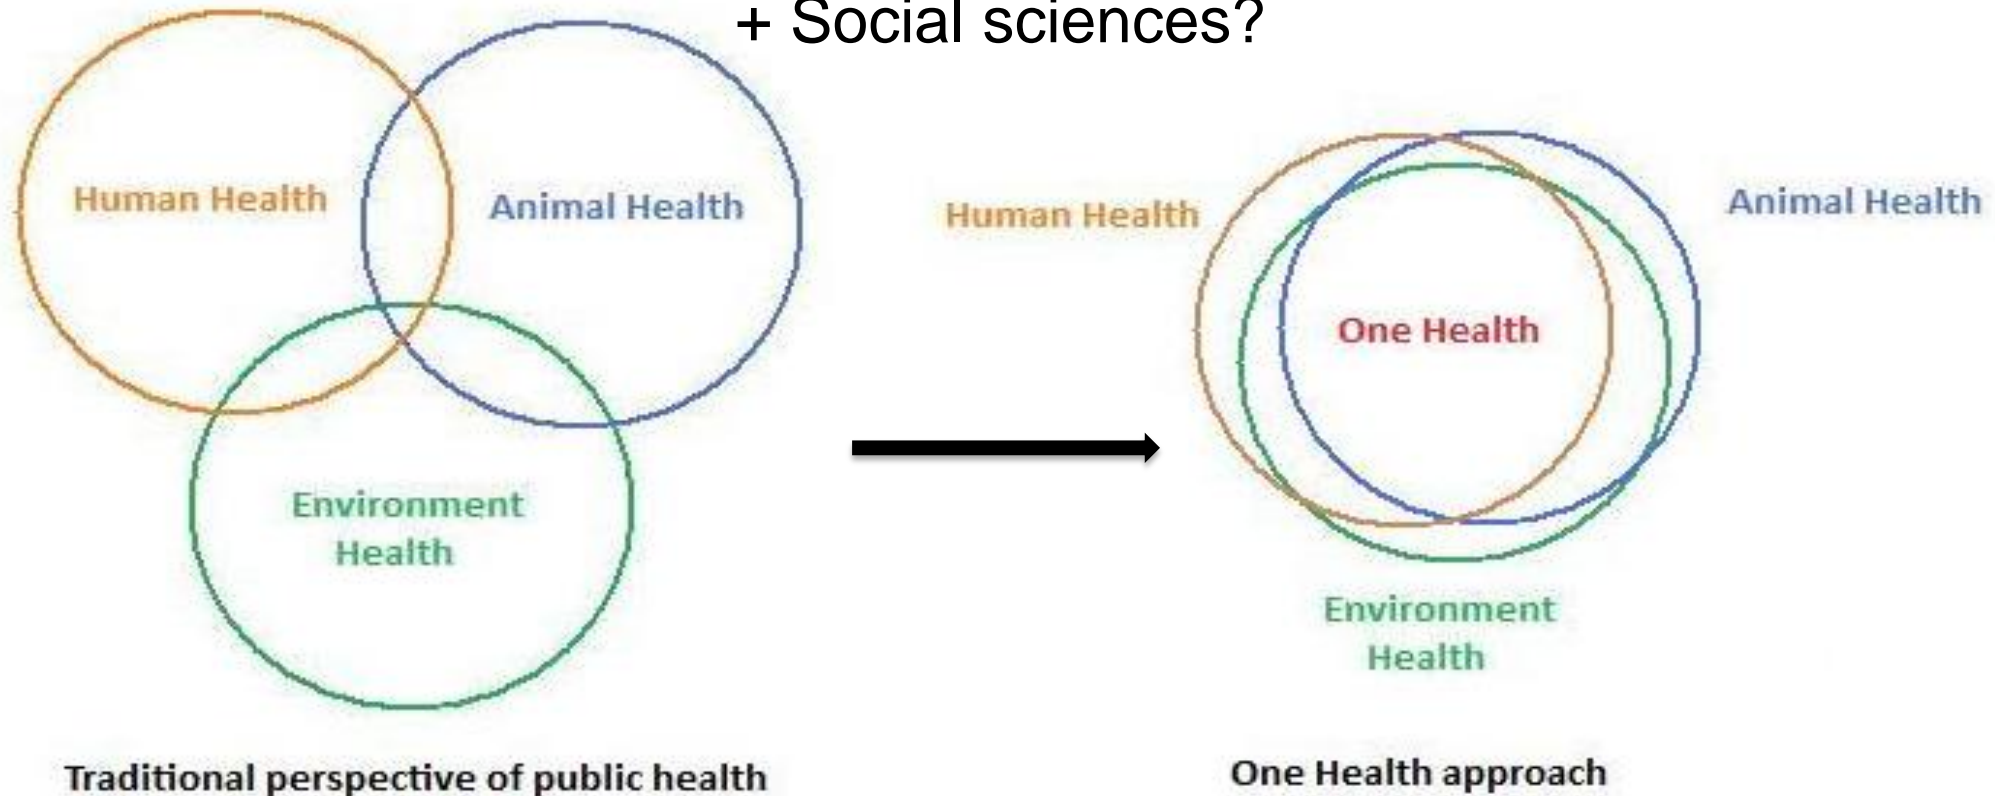 + Social sciences?
Human Health
Animal Health
Environment
Health
Traditional perspective of public health
Human Health
Animal Health
One Health
Environment
Health
One Health approach